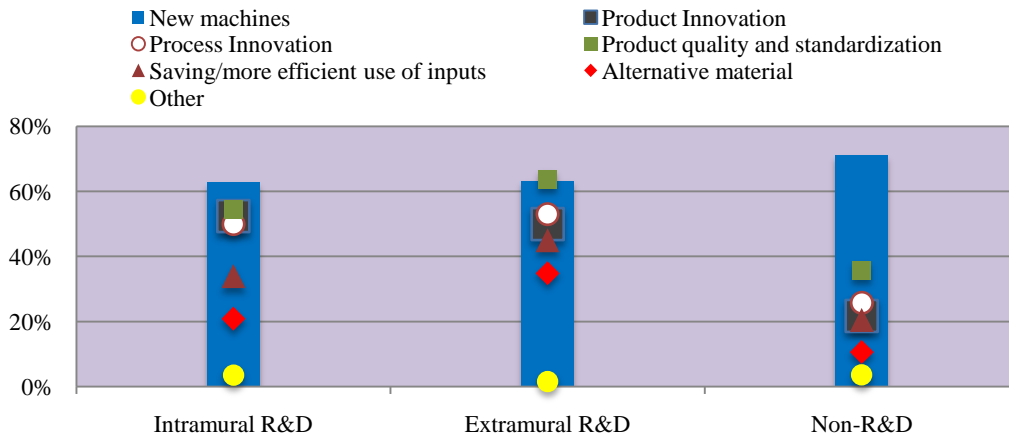 New machines
Product Innovation
Process Innovation
Product quality and standardization
Saving/more efficient use of inputs
Alternative material
Other
80%
60%
40%
20%
0%
Intramural R&D
Extramural R&D
Non-R&D